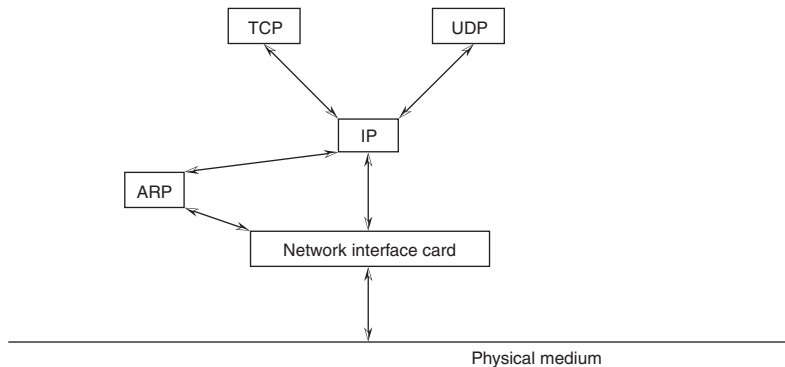 TCP
UDP
IP
ARP
Network interface card
Physical medium